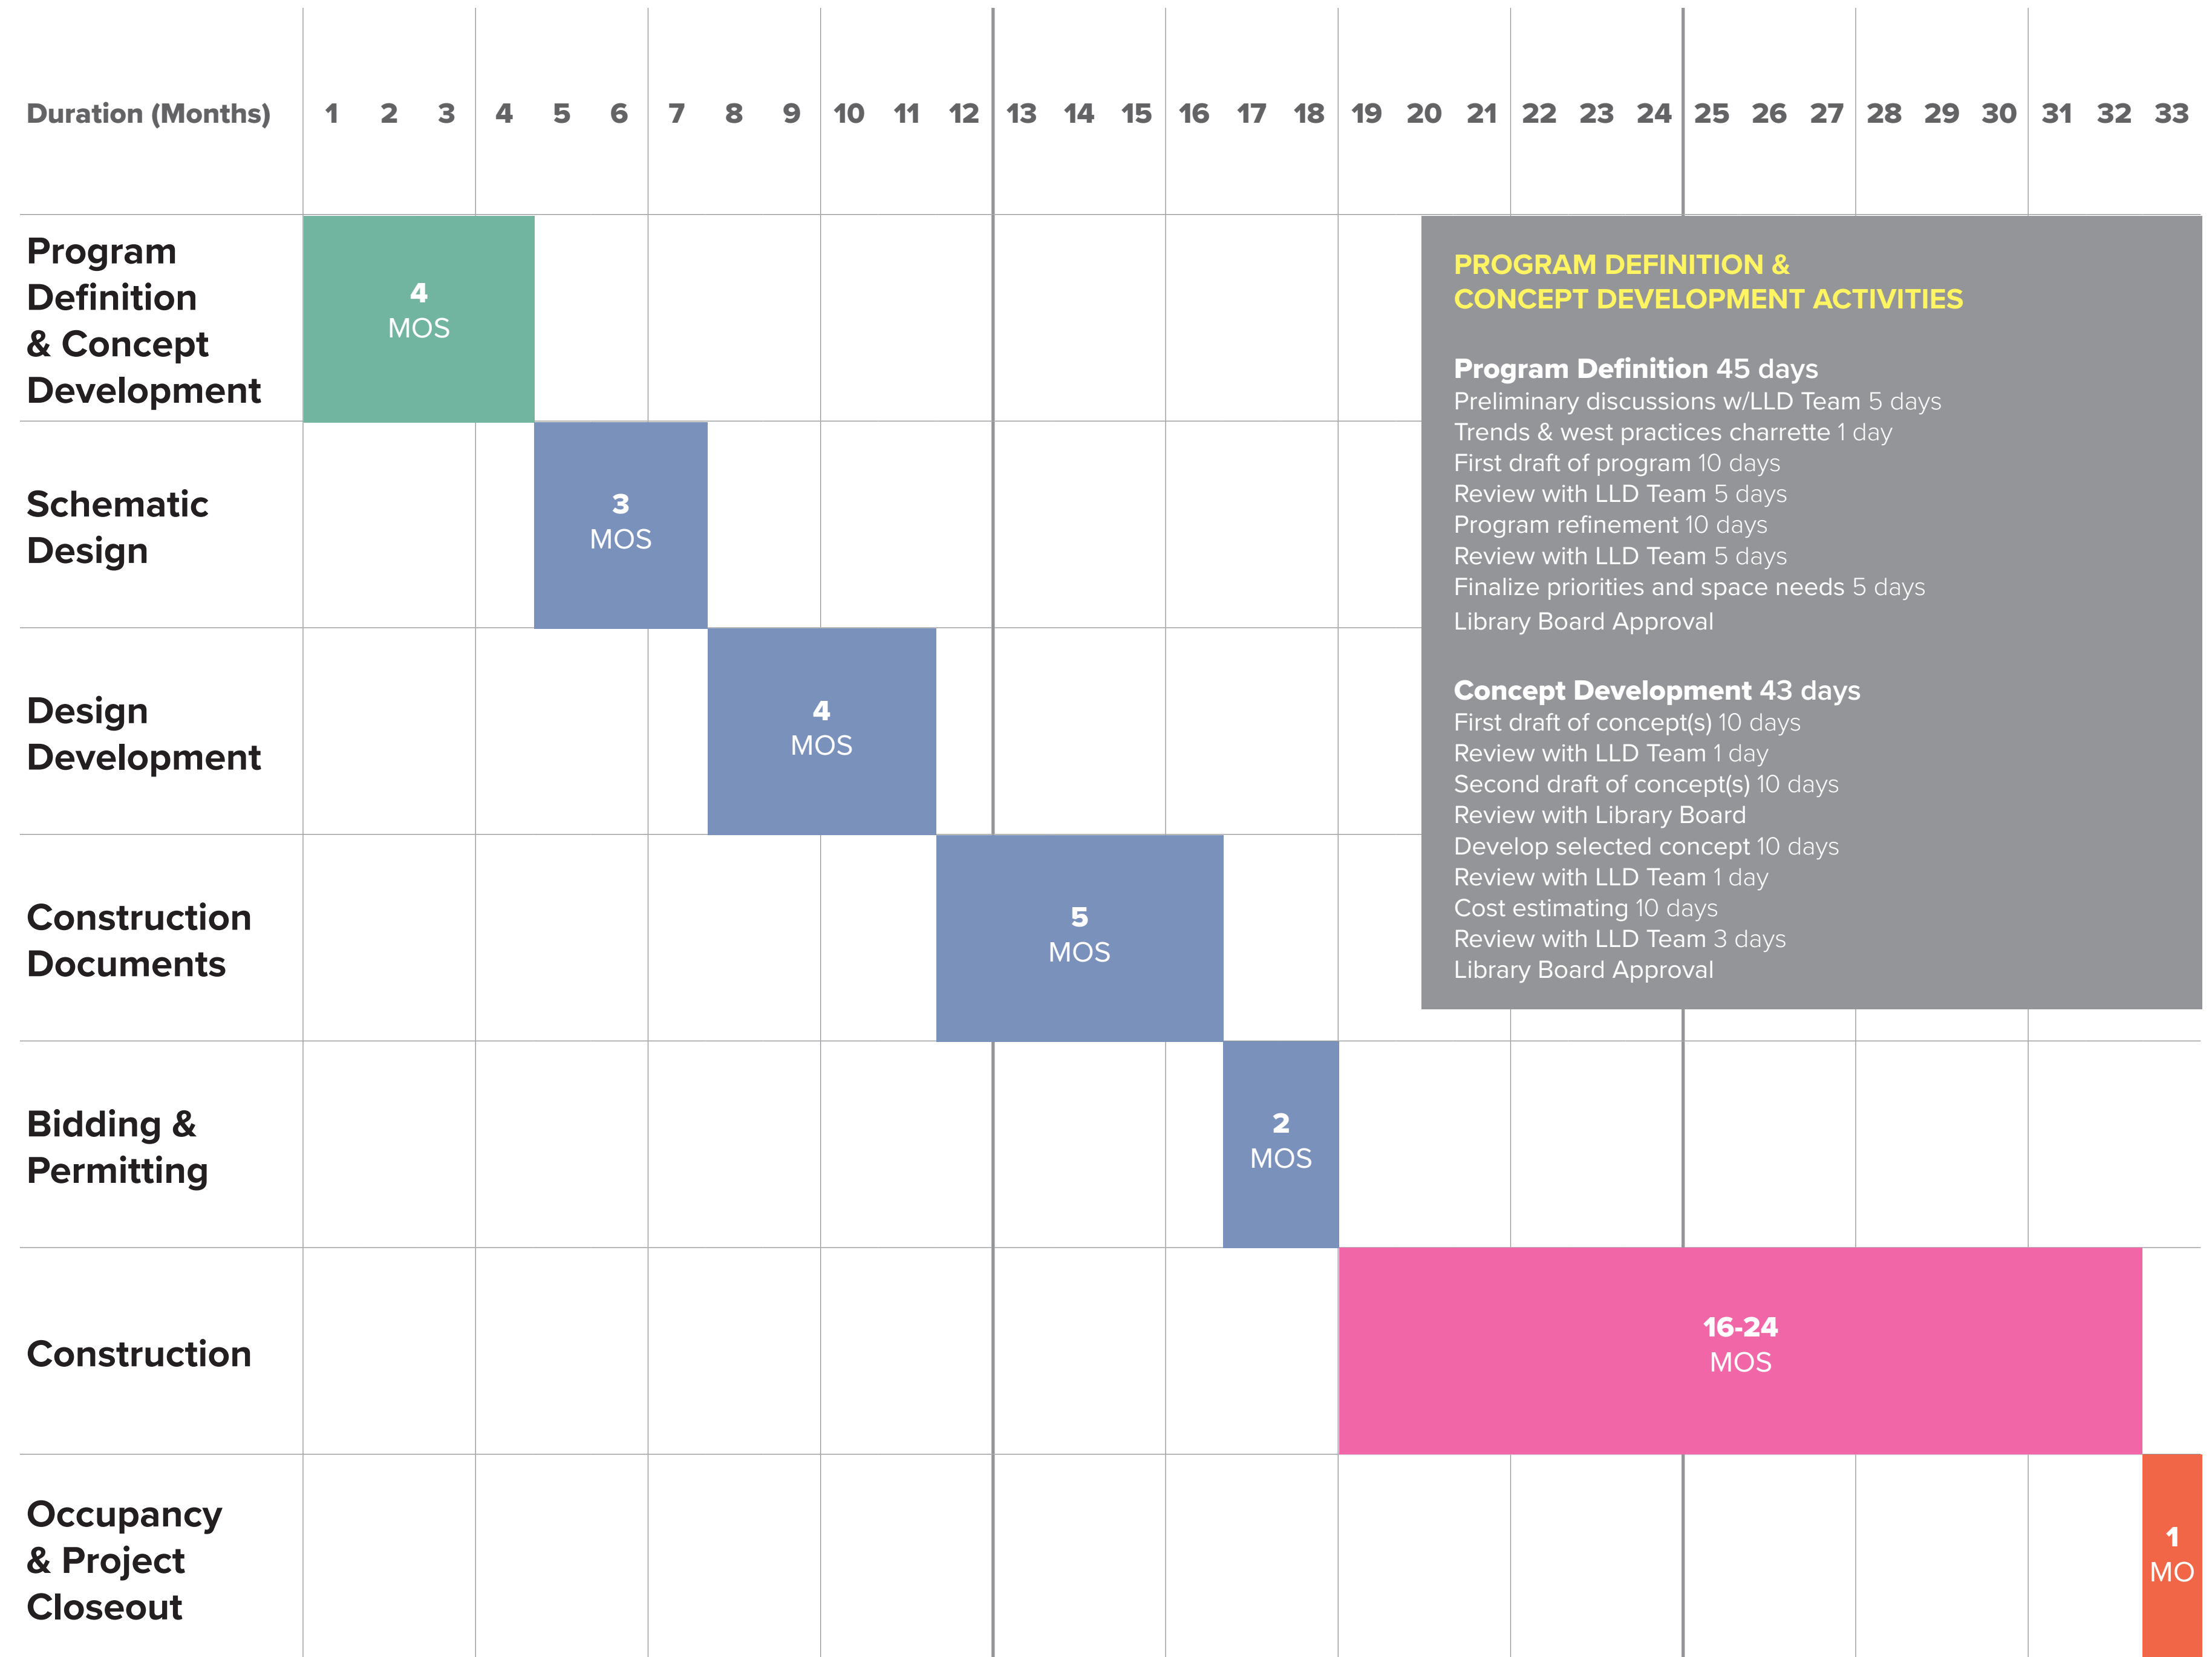 Duration (Months) 1 2 3 4 5 6 7 8 9 10 11 12 13 14 15 16 17 18 19 20 21 22 23 24 25 26 27 28 29 30 31 32 33
Program
Definition
& Concept
Development
4
MOS
PROGRAM DEFINITION &
CONCEPT DEVELOPMENT ACTIVITIES
Program Definition 45 days
Preliminary discussions w/LLD Team 5 days
Trends & west practices charrette 1 day
First draft of program 10 days
Review with LLD Team 5 days
Program refinement 10 days
Review with LLD Team 5 days
Finalize priorities and space needs 5 days
Library Board Approval
Concept Development 43 days
First draft of concept(s) 10 days
Review with LLD Team 1 day
Second draft of concept(s) 10 days
Review with Library Board
Develop selected concept 10 days
Review with LLD Team 1 day
Cost estimating 10 days
Review with LLD Team 3 days
Library Board Approval
Schematic
Design
3
MOS
Design
Development
4
MOS
Construction
Documents
5
MOS
Bidding &
Permitting
2
MOS
Construction
16-24
MOS
Occupancy
& Project
Closeout
1
MO